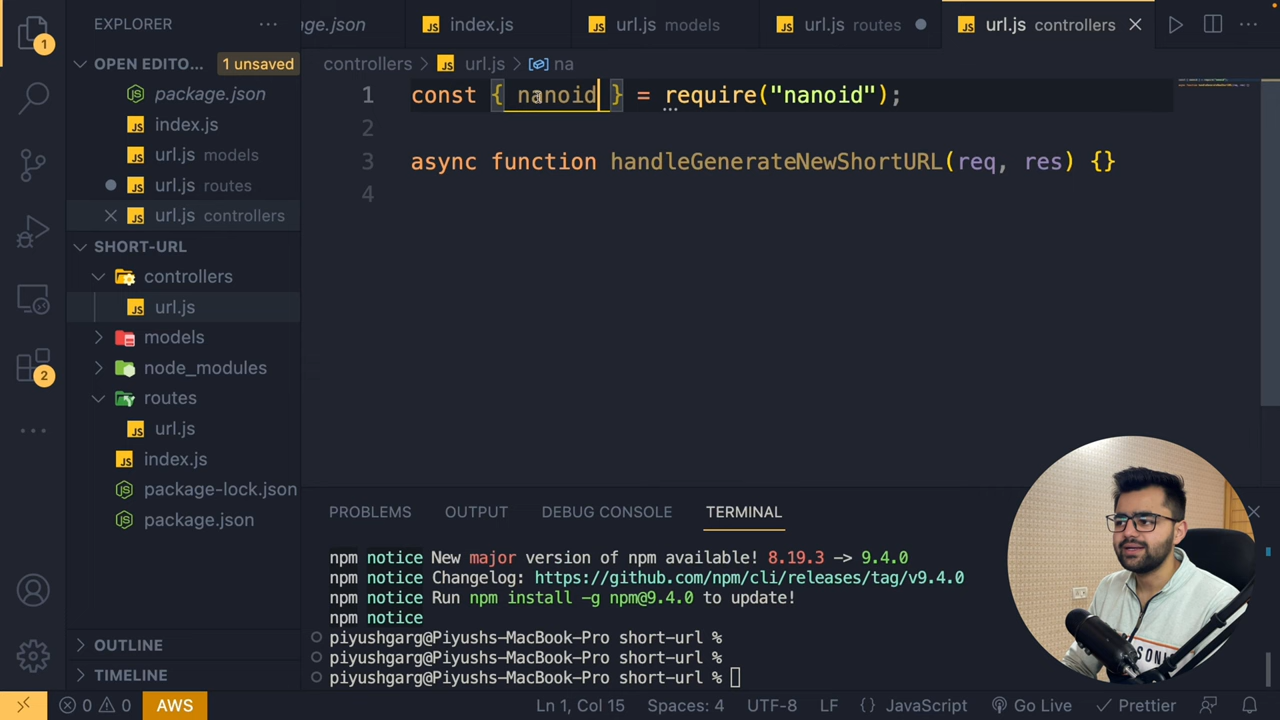 EXPLORER
kage.json
index.js
url.js models
url.js routes
url.js controllers
OPEN EDITO...
1 unsaved
package.json
index.js
url.js models
url.js routes
url.js controllers
SHORT-URL
controllers
url.js
models
node_modules
routes
url.js
index.js
package-lock.json
package.json
OUTLINE
TIMELINE
1
2
controllers > url.js > na
1 const { nanoid } = require("nanoid");
2
3 async function handleGenerateNewShortURL(req, res) {}
4
PROBLEMS OUTPUT DEBUG CONSOLE TERMINAL
npm notice New major version of npm available! 8.19.3 -> 9.4.0
npm notice Changelog: https://github.com/npm/cli/releases/tag/v9.4.0
npm notice Run npm install -g npm@9.4.0 to update!
npm notice
piyushgarg@Piyushs-MacBook-Pro short-url %
piyushgarg@Piyushs-MacBook-Pro short-url %
piyushgarg@Piyushs-MacBook-Pro short-url %
0 0 AWS Ln 1, Col 15 Spaces: 4 UTF-8 LF {} JavaScript Go Live Prettier